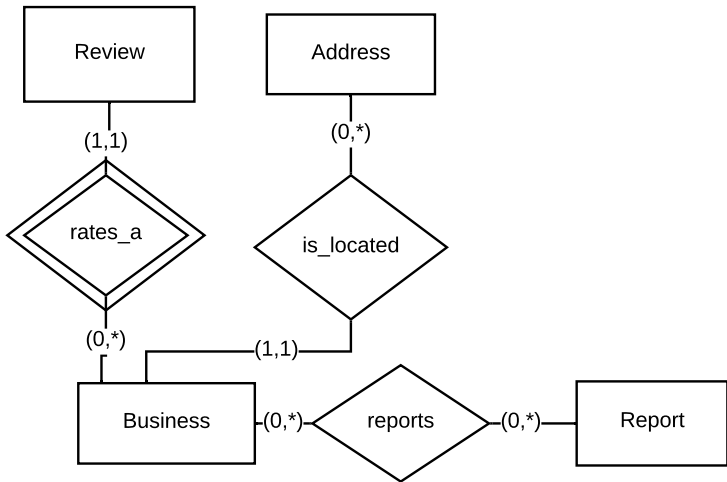 Review
Address
(1,1)
(0,*)
rates_a
is_located
(0,*)
(1,1)
Business
(0,*)
reports
(0,*)
Report